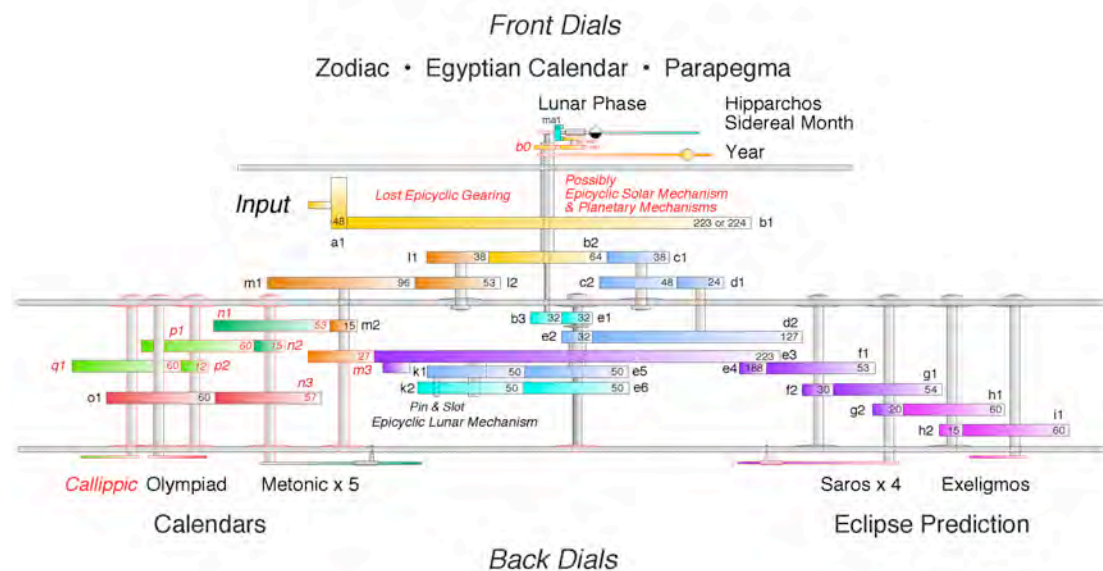 Front Dials
Zodiac • Egyptian Calendar • Parapegma
Lunar Phase
Hipparchos
Sidereal Month
ma1
b0
Year
Input
Lost Epicyclic Gearing
Possibly
Epicyclic Solar Mechanism
& Planetary Mechanisms
48
223 or 224
b1
a1
b2
l1
38
64
38
c1
m1
96
53
l2
c2
48
24
d1
n1
53
15
m2
b3
32
32
e1
d2
p1
60
15
n2
e2
32
127
27
223
e3
f1
q1
60
12
p2
m3
k1
50
50
e5
e4
188
53
n3
k2
50
50
e6
f2
30
54
g1
o1
60
57
Pin & Slot
Epicyclic Lunar Mechanism
g2
20
60
h1
h2
15
60
i1
Callippic
Olympiad
Metonic x 5
Saros x 4
Exeligmos
Calendars
Eclipse Prediction
Back Dials